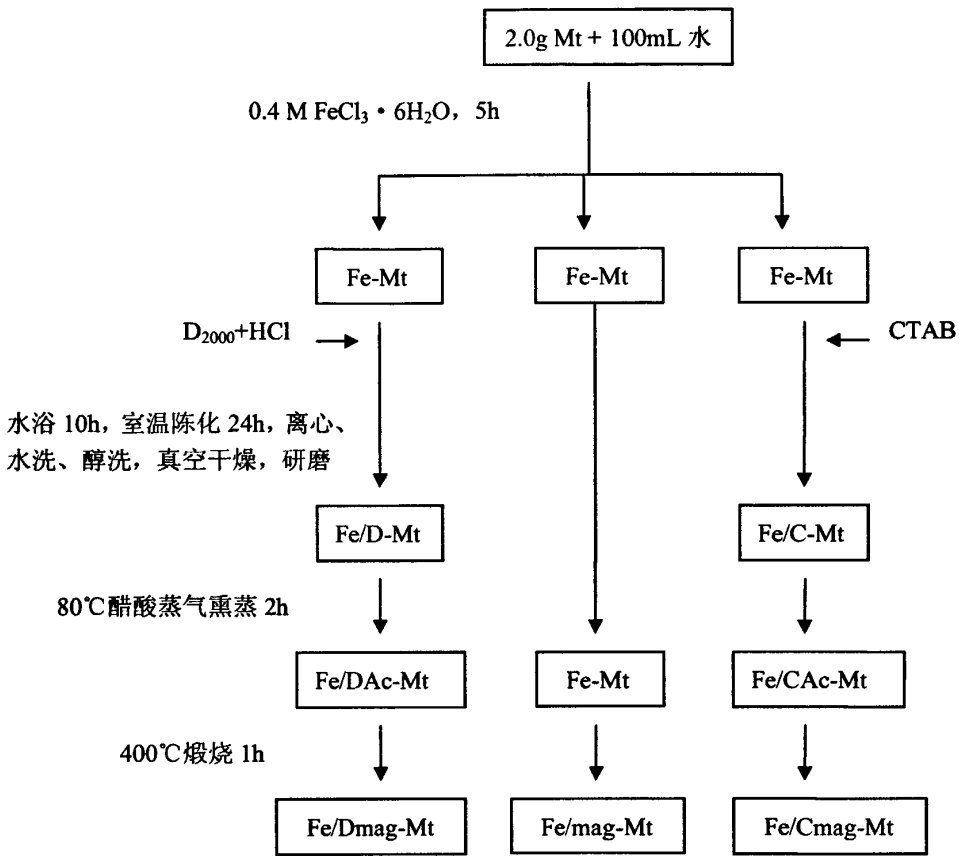 2.0g Mt + 100mL 水
0.4 M FeCl₃・6H₂O，5h
Fe-Mt
Fe-Mt
Fe-Mt
D₂₀₀₀+HCl
CTAB
水浴 10h，室温陈化 24h，离心、
水洗、醇洗，真空干燥，研磨
Fe/D-Mt
Fe/C-Mt
80℃醋酸蒸气熏蒸 2h
Fe/DAc-Mt
Fe-Mt
Fe/CAc-Mt
400℃煅烧 1h
Fe/Dmag-Mt
Fe/mag-Mt
Fe/Cmag-Mt